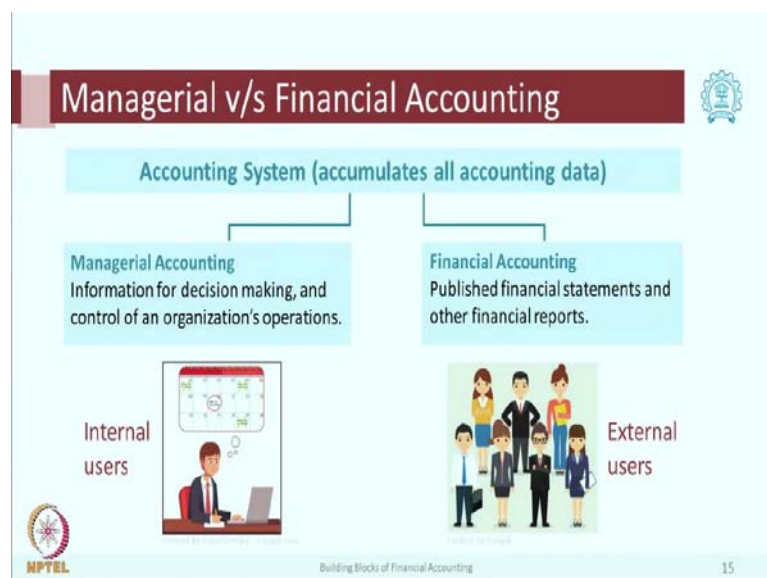 Managerial v/s Financial Accounting
Accounting System (accumulates all accounting data)
Managerial Accounting
Information for decision making, and
control of an organization's operations.
Financial Accounting
Published financial statements and
other financial reports.
Internal
users
External
users
NPTEL
Building Blocks of Financial Accounting
15